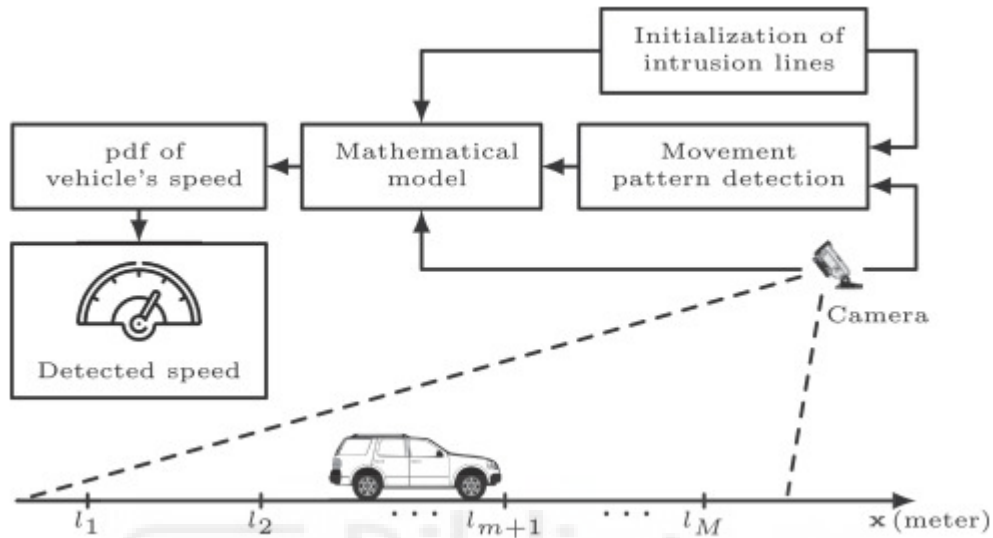 Initialization of
intrusion lines
pdf of
vehicle's speed
Mathematical
model
Movement
pattern detection
Detected speed
Camera
l₁
l₂
...
lₘ₊₁
...
l_M
x (meter)